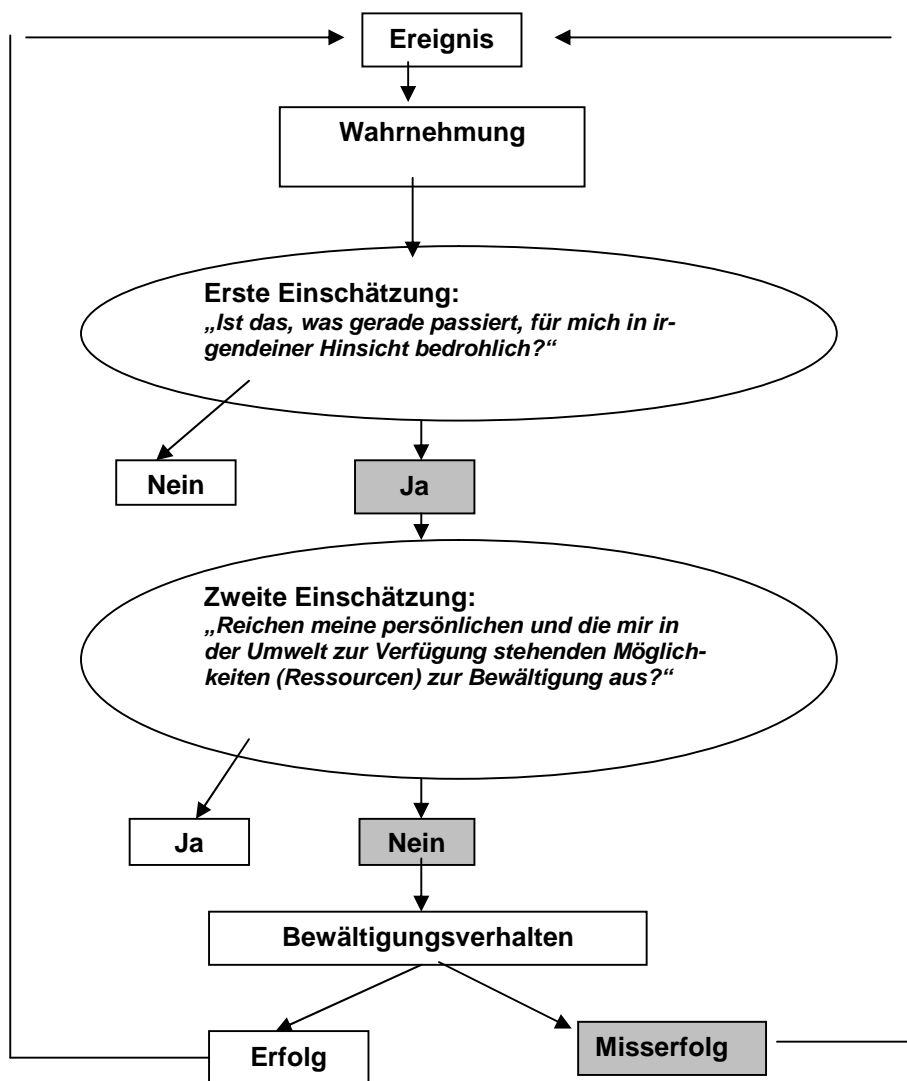 Ereignis
Wahrnehmung
Erste Einschätzung:
„Ist das, was gerade passiert, für mich in ir-
gendeiner Hinsicht bedrohlich?“
Nein
Ja
Zweite Einschätzung:
„Reichen meine persönlichen und die mir in
der Umwelt zur Verfügung stehenden Möglich-
keiten (Ressourcen) zur Bewältigung aus?“
Ja
Nein
Bewältigungsverhalten
Erfolg
Misserfolg